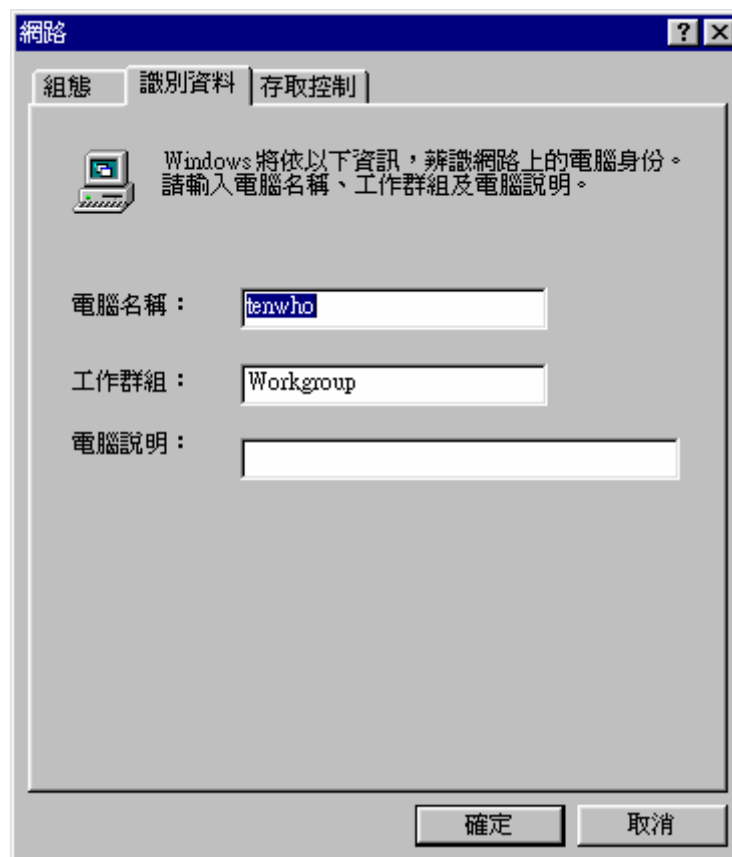 網路
組態 識別資料 存取控制
Windows 將依以下資訊，辨識網路上的電腦身份。
請輸入電腦名稱、工作群組及電腦說明。
電腦名稱： tenwho
工作群組： Workgroup
電腦說明：
確定 取消